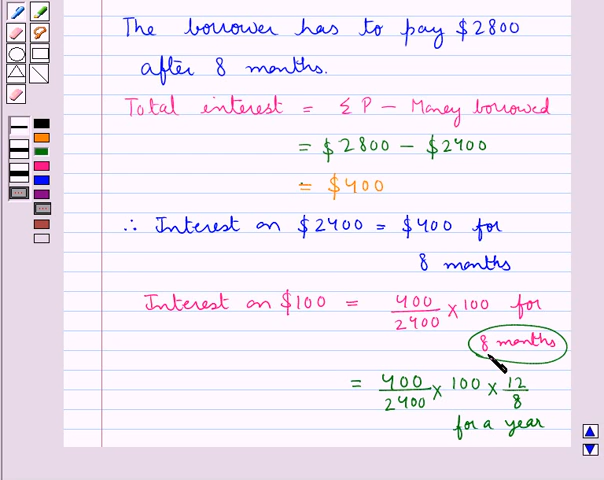 The borrower has to pay $2800
after 8 months.
Total interest = Σ P - Money borrowed
= $2800 - $2400
= $400
∴ Interest on $2400 = $400 for
8 months
Interest on $100 = 400/2400 × 100 for
8 months
= 400/2400 × 100 × 12/8
for a year